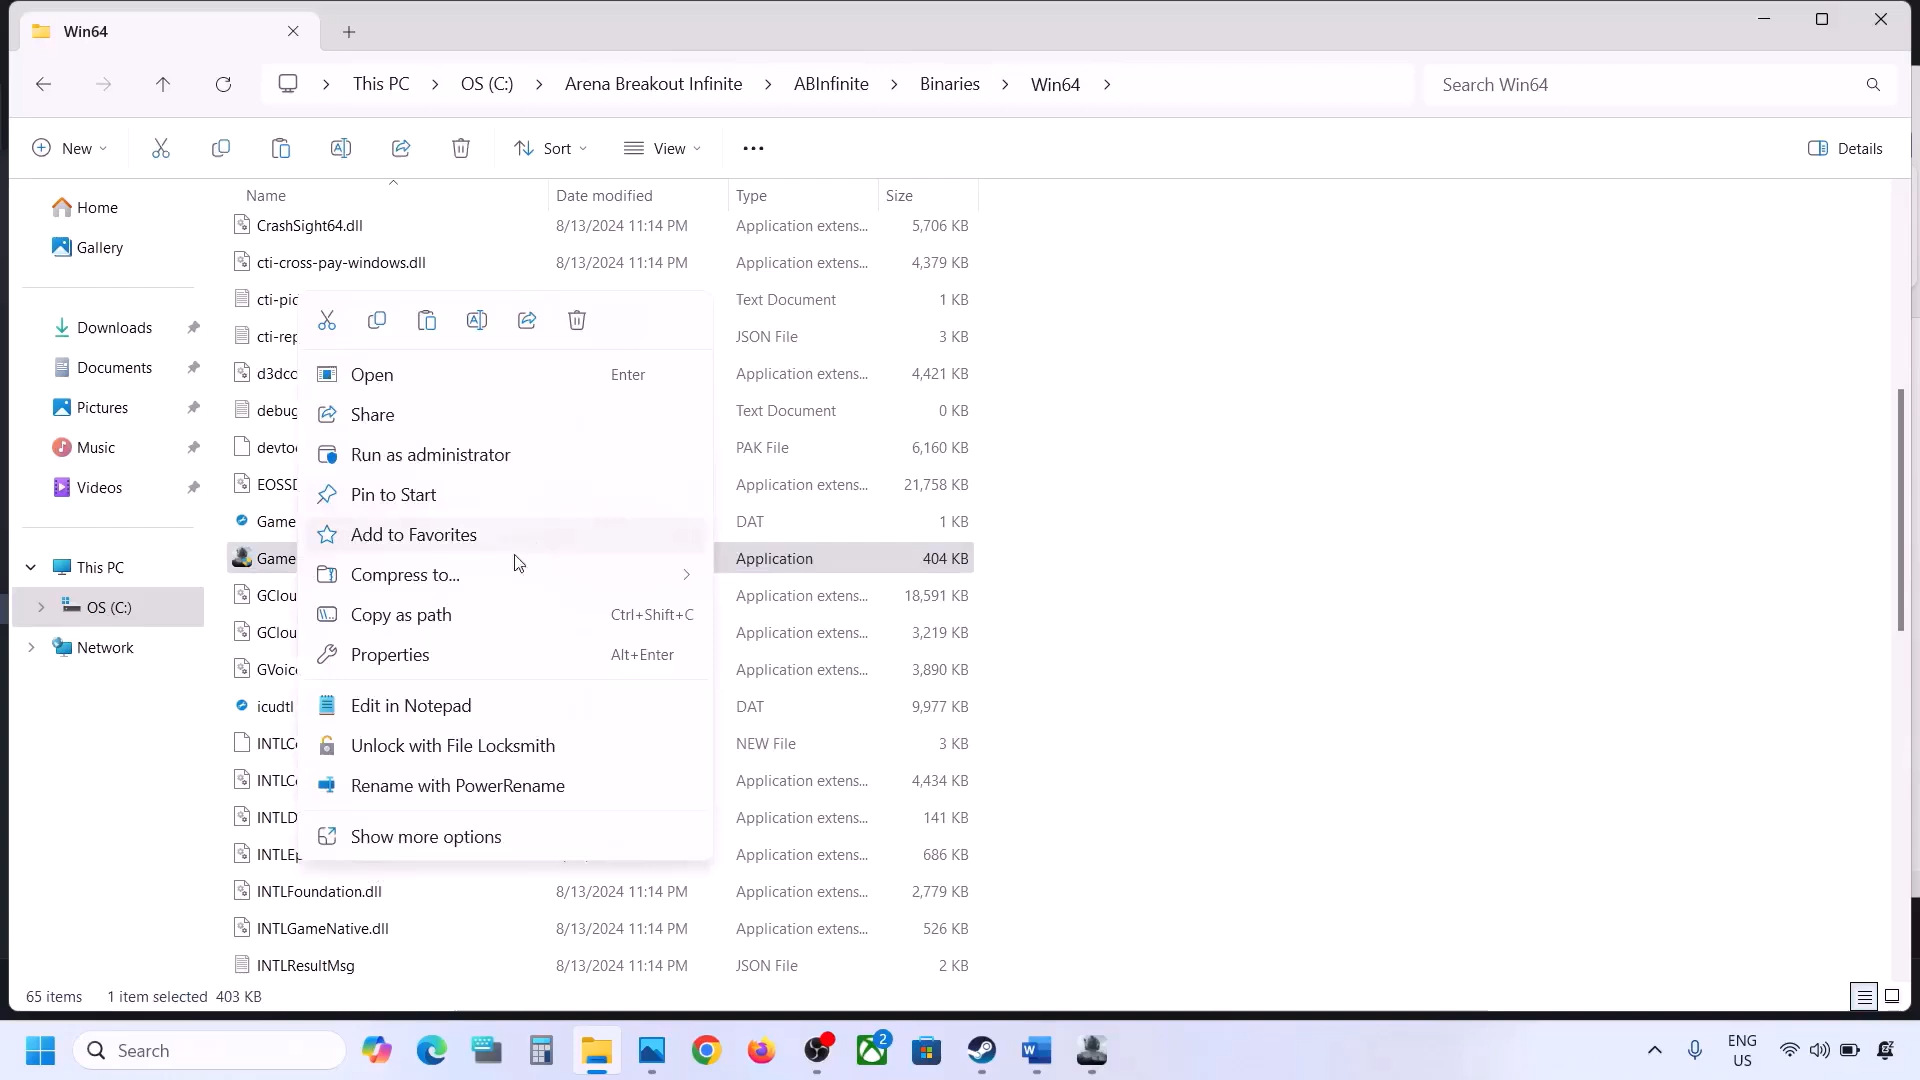 Win64
This PC
OS (C:)
Arena Breakout Infinite
ABInfinite
Binaries
Win64
Search Win64
New
Sort
View
Details
Name
Date modified
Type
Size
Home
Gallery
Downloads
Documents
Pictures
Music
Videos
This PC
OS (C:)
Network
CrashSight64.dll 8/13/2024 11:14 PM Application extens... 5,706 KB
cti-cross-pay-windows.dll 8/13/2024 11:14 PM Application extens... 4,379 KB
cti-pic Text Document 1 KB
cti-rep JSON File 3 KB
d3dcc Application extens... 4,421 KB
debug Text Document 0 KB
devtoo PAK File 6,160 KB
EOSSD Application extens... 21,758 KB
Game DAT 1 KB
Game Application 404 KB
GClou Application extens... 18,591 KB
GClou Application extens... 3,219 KB
GVoice Application extens... 3,890 KB
icudtl DAT 9,977 KB
INTLCo NEW File 3 KB
INTLCo Application extens... 4,434 KB
INTLD Application extens... 141 KB
INTLEp Application extens... 686 KB
INTLFoundation.dll 8/13/2024 11:14 PM Application extens... 2,779 KB
INTLGameNative.dll 8/13/2024 11:14 PM Application extens... 526 KB
INTLResultMsg 8/13/2024 11:14 PM JSON File 2 KB
Open Enter
Share
Run as administrator
Pin to Start
Add to Favorites
Compress to...
Copy as path Ctrl+Shift+C
Properties Alt+Enter
Edit in Notepad
Unlock with File Locksmith
Rename with PowerRename
Show more options
65 items 1 item selected 403 KB
Search
2
ENG
US